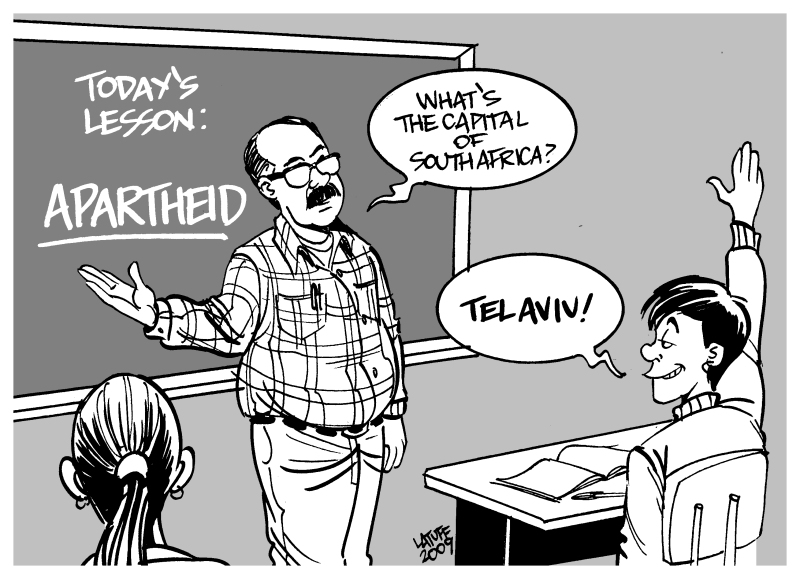 TODAY'S
LESSON:
APARTHEID
WHAT'S
THE CAPITAL
OF
SOUTH AFRICA?
TEL AVIV!
LATUFF
2009